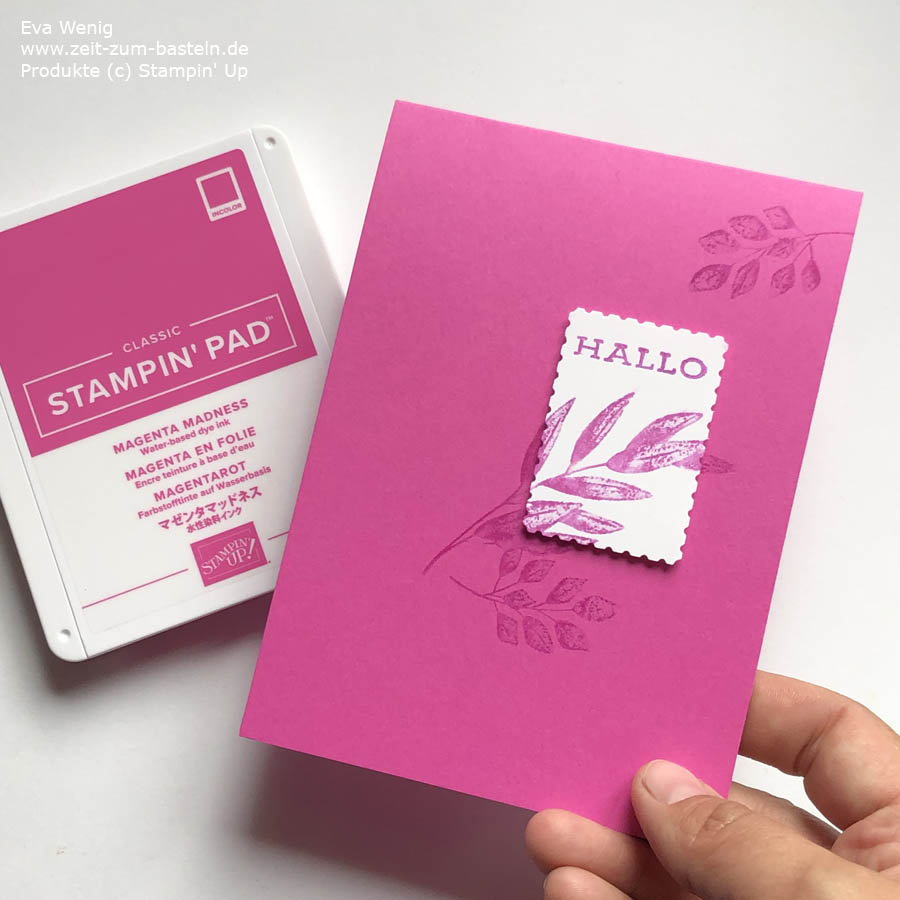 Eva Wenig
www.zeit-zum-basteln.de
Produkte (c) Stampin' Up
INCOLOR
CLASSIC
STAMPIN' PAD™
MAGENTA MADNESS
Water-based dye ink
MAGENTA EN FOLIE
Encre teinture à base d'eau
MAGENTAROT
Farbstofftinte auf Wasserbasis
マゼンタマッドネス
水性染料インク
STAMPIN' UP!
HALLO